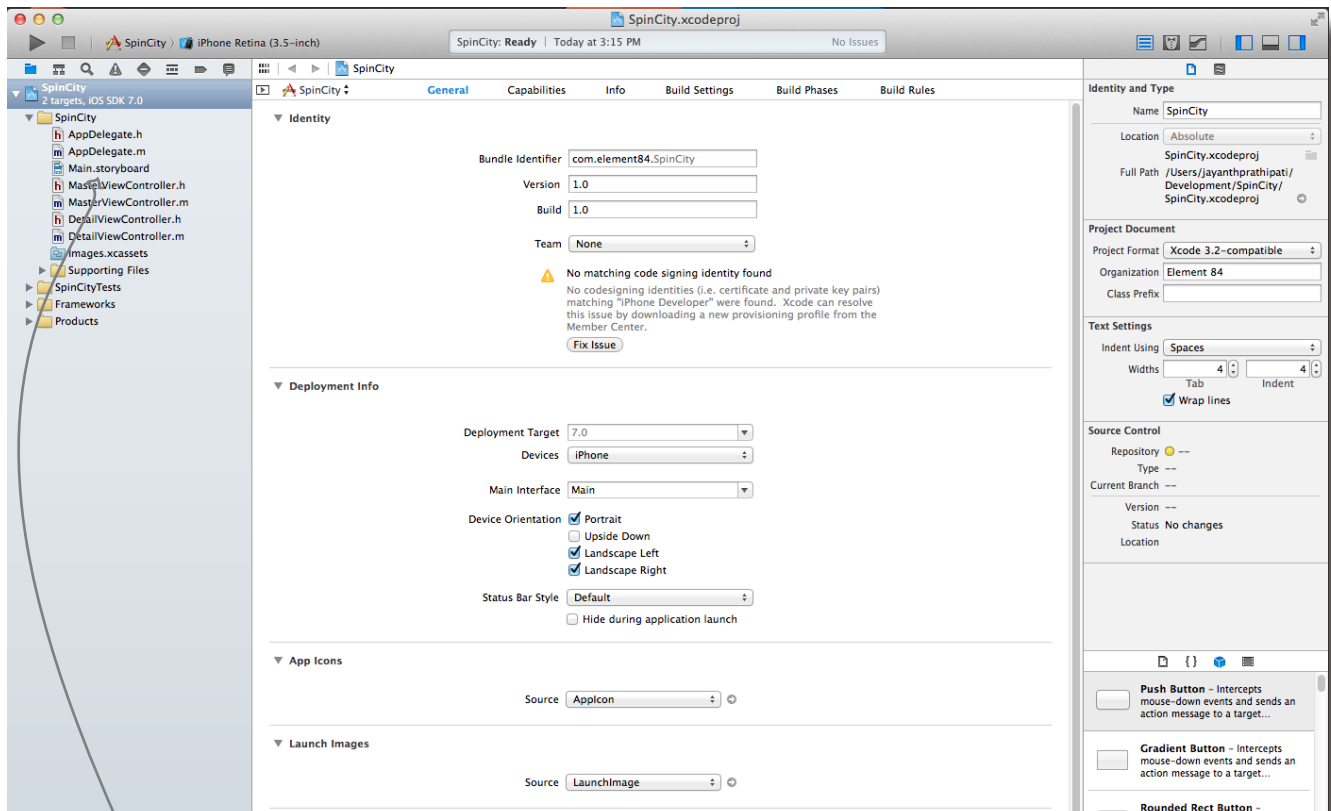 SpinCity.xcodeproj
SpinCity 〉 iPhone Retina (3.5-inch)
SpinCity: Ready | Today at 3:15 PM
No Issues
SpinCity
2 targets, iOS SDK 7.0
SpinCity
AppDelegate.h
AppDelegate.m
Main.storyboard
MasterViewController.h
MasterViewController.m
DetailViewController.h
DetailViewController.m
Images.xcassets
Supporting Files
SpinCityTests
Frameworks
Products
SpinCity
SpinCity General Capabilities Info Build Settings Build Phases Build Rules
Identity
Bundle Identifier com.element84.SpinCity
Version 1.0
Build 1.0
Team None
No matching code signing identity found
No codesigning identities (i.e. certificate and private key pairs)
matching "iPhone Developer" were found. Xcode can resolve
this issue by downloading a new provisioning profile from the
Member Center.
Fix Issue
Deployment Info
Deployment Target 7.0
Devices iPhone
Main Interface Main
Device Orientation Portrait
Upside Down
Landscape Left
Landscape Right
Status Bar Style Default
Hide during application launch
App Icons
Source AppIcon
Launch Images
Source LaunchImage
Identity and Type
Name SpinCity
Location Absolute
SpinCity.xcodeproj
Full Path /Users/jayanthprathipati/
Development/SpinCity/
SpinCity.xcodeproj
Project Document
Project Format Xcode 3.2-compatible
Organization Element 84
Class Prefix
Text Settings
Indent Using Spaces
Widths 4 4
Tab Indent
Wrap lines
Source Control
Repository --
Type --
Current Branch --
Version --
Status No changes
Location
{}
Push Button - Intercepts
mouse-down events and sends an
action message to a target...
Gradient Button - Intercepts
mouse-down events and sends an
action message to a target...
Rounded Rect Button -